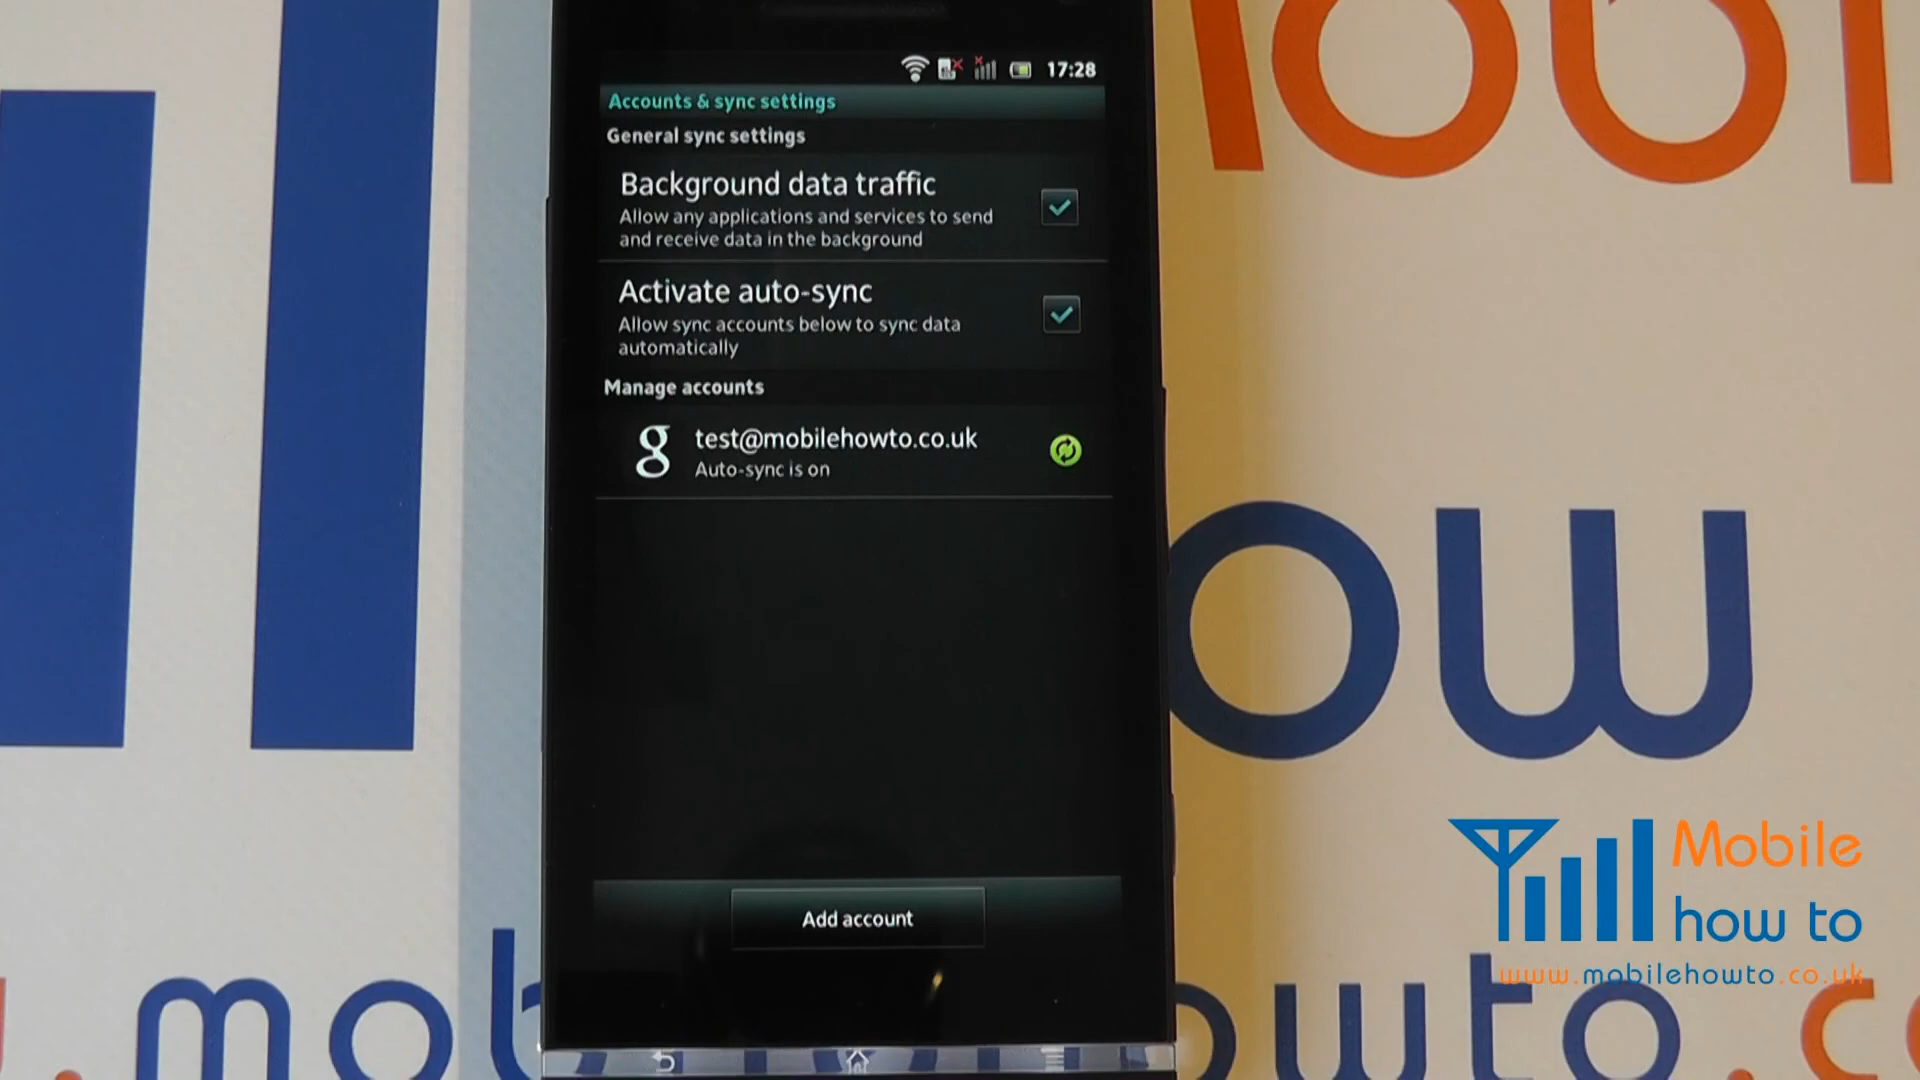 17:28
Accounts & sync settings
General sync settings
Background data traffic
Allow any applications and services to send
and receive data in the background
Activate auto-sync
Allow sync accounts below to sync data
automatically
Manage accounts
test@mobilehowto.co.uk
Auto-sync is on
Add account
Mobile
how to
www.mobilehowto.co.uk